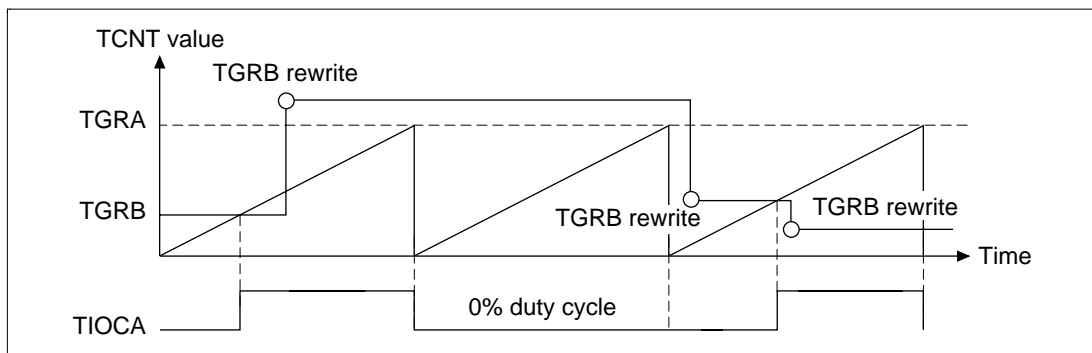 TCNT value
TGRB rewrite
TGRA
TGRB
TGRB rewrite
TGRB rewrite
Time
0% duty cycle
TIOCA